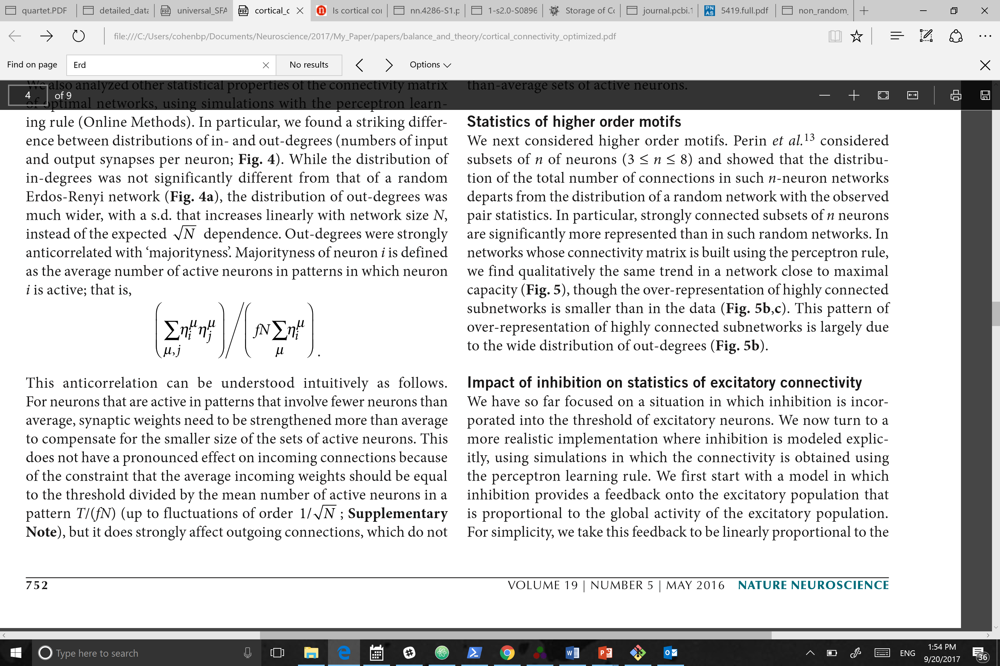 quartet.PDF
detailed_data
universal_SFA
cortical_c
Is cortical cor
nn.4286-S1.p
1-s2.0-S0896
Storage of Co
journal.pcbi.1
5419.full.pdf
non_random_
file:///C:/Users/cohenbp/Documents/Neuroscience/2017/My_Paper/papers/balance_and_theory/cortical_connectivity_optimized.pdf
Find on page
Erd
No results
Options
4 of 9
We also analyzed other statistical properties of the connectivity matrix
of optimal networks, using simulations with the perceptron learn-
ing rule (Online Methods). In particular, we found a striking differ-
ence between distributions of in- and out-degrees (numbers of input
and output synapses per neuron; Fig. 4). While the distribution of
in-degrees was not significantly different from that of a random
Erdos-Renyi network (Fig. 4a), the distribution of out-degrees was
much wider, with a s.d. that increases linearly with network size N,
instead of the expected √N dependence. Out-degrees were strongly
anticorrelated with ‘majorityness’. Majorityness of neuron i is defined
as the average number of active neurons in patterns in which neuron
i is active; that is,
(∑μ,j ηiμ ηjμ) / (fN ∑μ ηiμ).
This anticorrelation can be understood intuitively as follows.
For neurons that are active in patterns that involve fewer neurons than
average, synaptic weights need to be strengthened more than average
to compensate for the smaller size of the sets of active neurons. This
does not have a pronounced effect on incoming connections because
of the constraint that the average incoming weights should be equal
to the threshold divided by the mean number of active neurons in a
pattern T/(fN) (up to fluctuations of order 1/√N ; Supplementary
Note), but it does strongly affect outgoing connections, which do not
than-average sets of active neurons.
Statistics of higher order motifs
We next considered higher order motifs. Perin et al.13 considered
subsets of n of neurons (3 ≤ n ≤ 8) and showed that the distribu-
tion of the total number of connections in such n-neuron networks
departs from the distribution of a random network with the observed
pair statistics. In particular, strongly connected subsets of n neurons
are significantly more represented than in such random networks. In
networks whose connectivity matrix is built using the perceptron rule,
we find qualitatively the same trend in a network close to maximal
capacity (Fig. 5), though the over-representation of highly connected
subnetworks is smaller than in the data (Fig. 5b,c). This pattern of
over-representation of highly connected subnetworks is largely due
to the wide distribution of out-degrees (Fig. 5b).
Impact of inhibition on statistics of excitatory connectivity
We have so far focused on a situation in which inhibition is incor-
porated into the threshold of excitatory neurons. We now turn to a
more realistic implementation where inhibition is modeled explic-
itly, using simulations in which the connectivity is obtained using
the perceptron learning rule. We first start with a model in which
inhibition provides a feedback onto the excitatory population that
is proportional to the global activity of the excitatory population.
For simplicity, we take this feedback to be linearly proportional to the
752
VOLUME 19 | NUMBER 5 | MAY 2016 NATURE NEUROSCIENCE
Type here to search
ENG
1:54 PM
9/20/2017
36